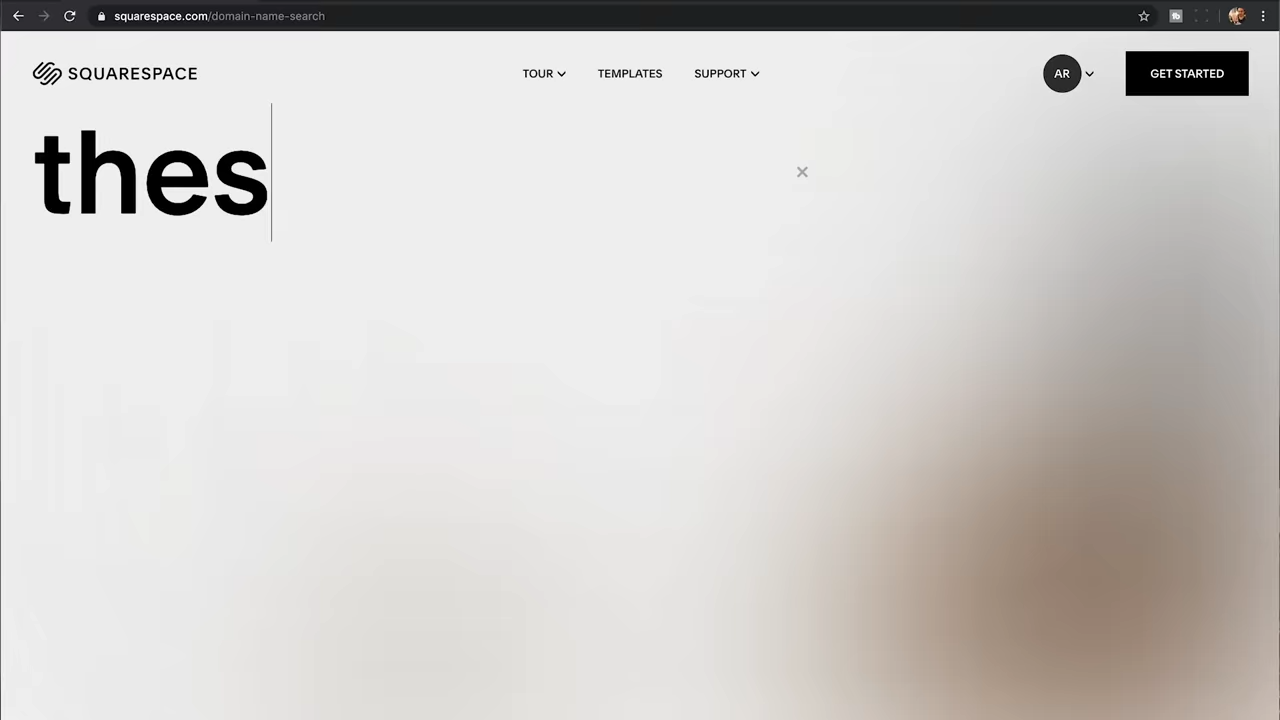 squarespace.com/domain-name-search
SQUARESPACE
TOUR
TEMPLATES
SUPPORT
AR
GET STARTED
thes